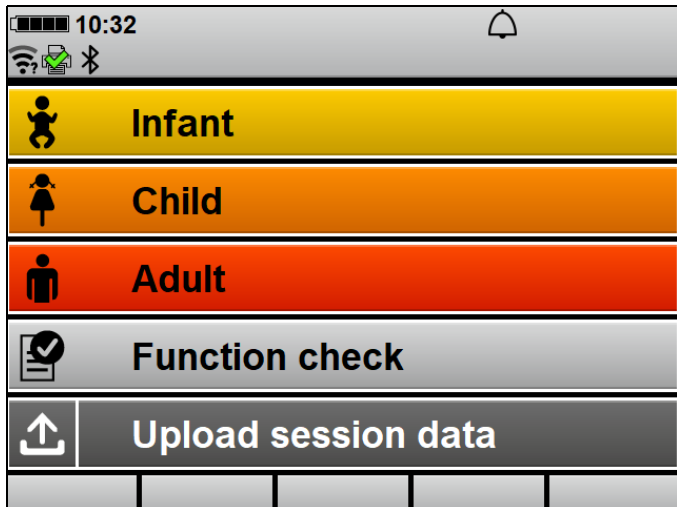 10:32
?
Infant
Child
Adult
Function check
Upload session data